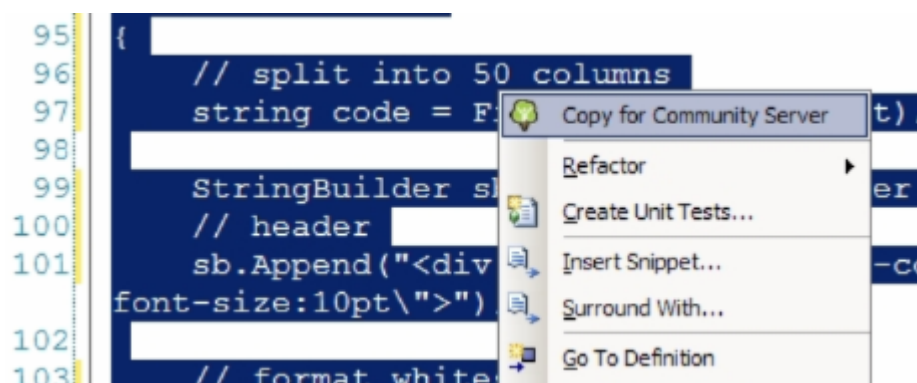 95 {
96 // split into 50 columns
97 string code = F t)
98
99 StringBuilder s er
100 // header
101 sb.Append("<div -c
font-size:10pt\">")
102
103 // format white
Copy for Community Server
Refactor
Create Unit Tests...
Insert Snippet...
Surround With...
Go To Definition